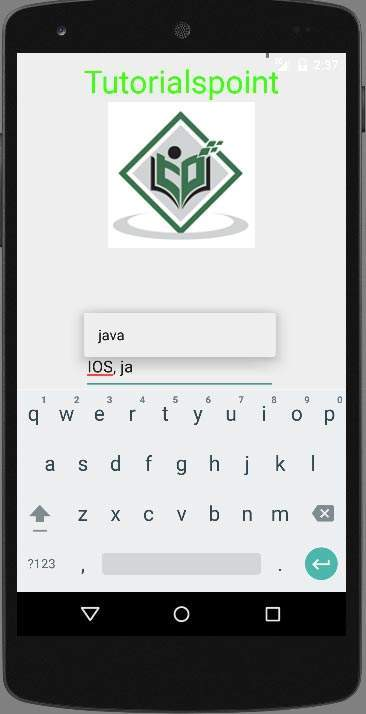 2:37
Tutorialspoint
java
IOS, ja
1 2 3 4 5 6 7 8 9 0
q w e r t y u i o p
a s d f g h j k l
z x c v b n m
?123 , .